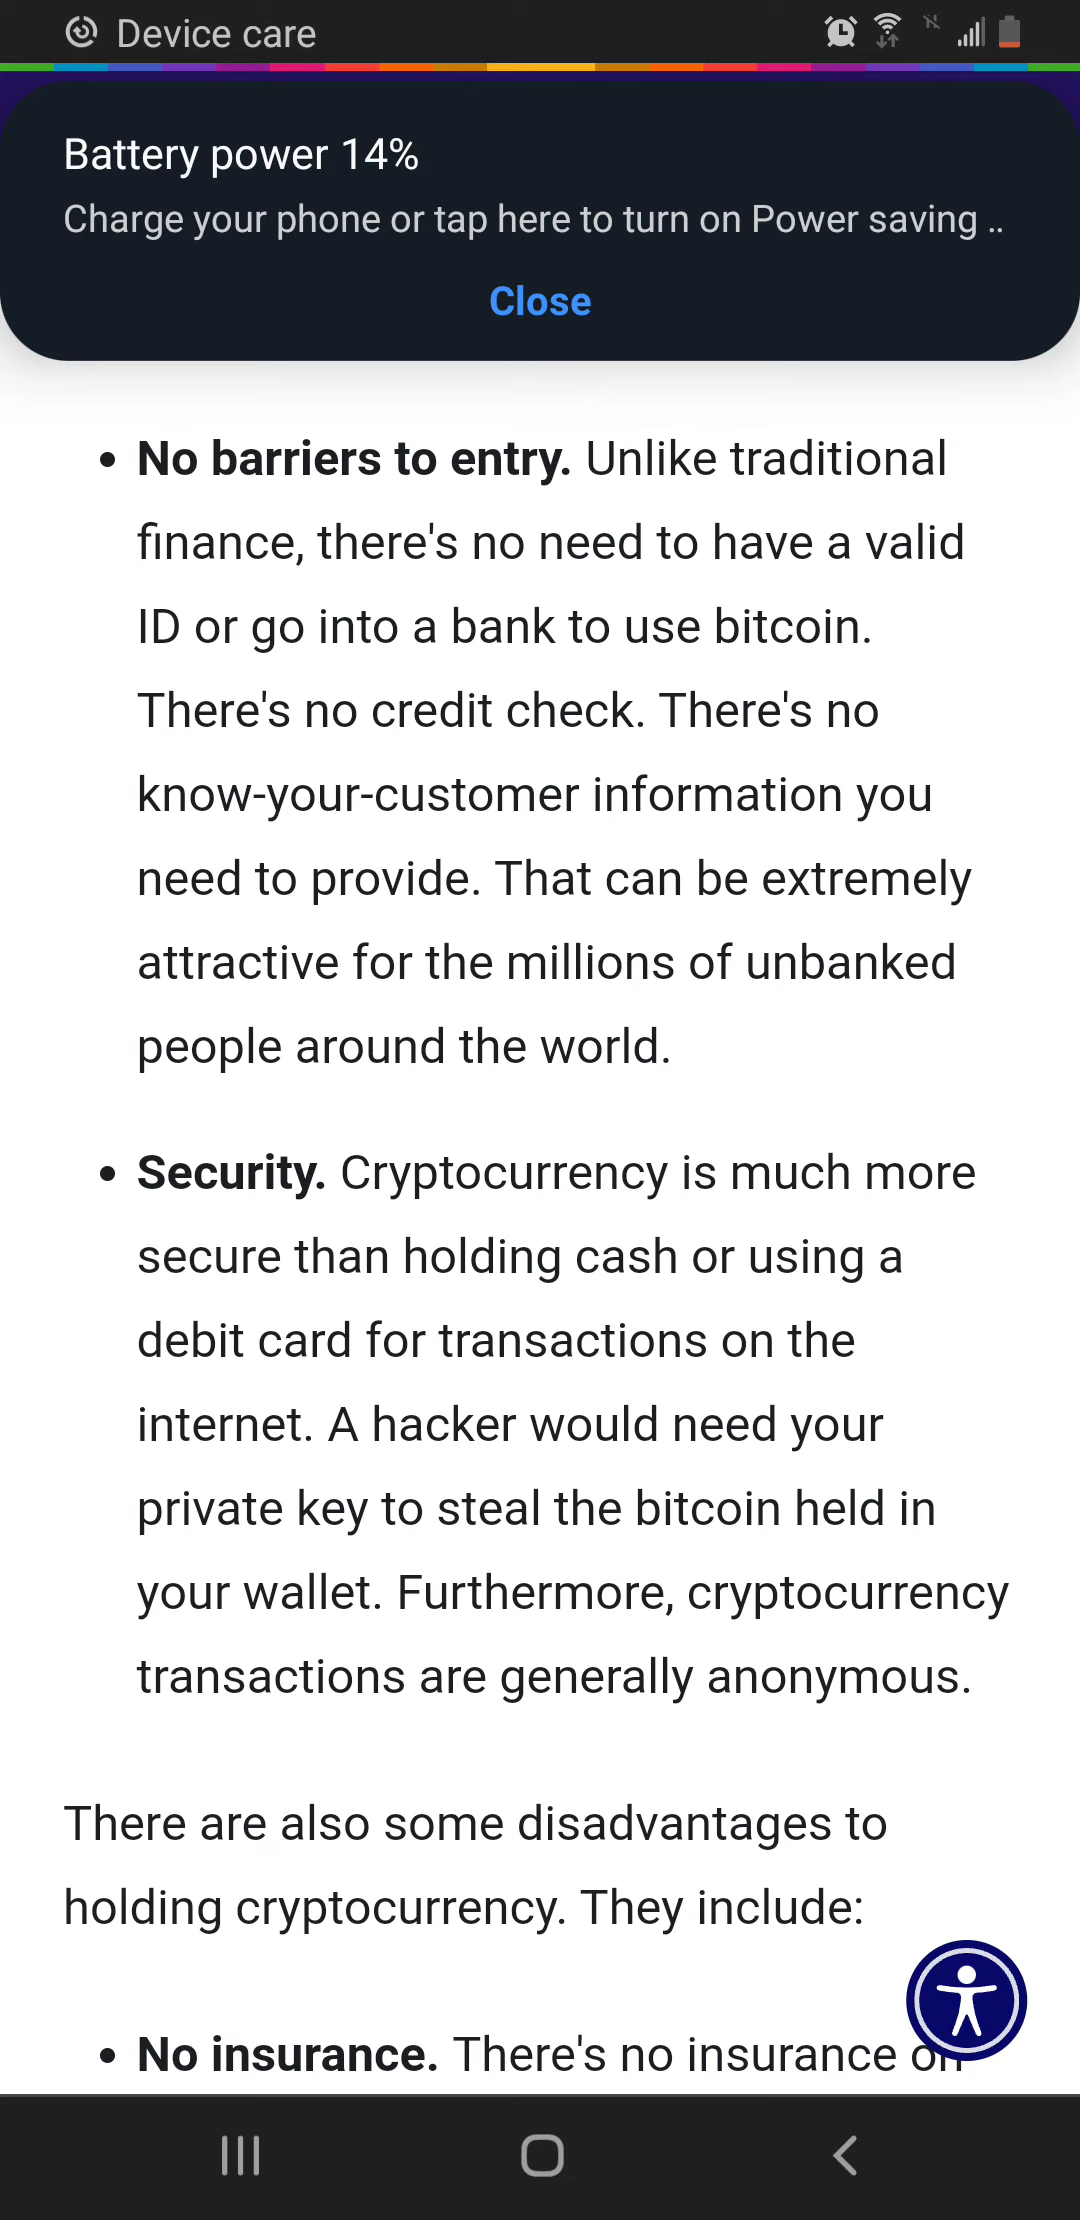 Device care
Battery power 14%
Charge your phone or tap here to turn on Power saving ..
Close
• No barriers to entry. Unlike traditional
finance, there's no need to have a valid
ID or go into a bank to use bitcoin.
There's no credit check. There's no
know-your-customer information you
need to provide. That can be extremely
attractive for the millions of unbanked
people around the world.
• Security. Cryptocurrency is much more
secure than holding cash or using a
debit card for transactions on the
internet. A hacker would need your
private key to steal the bitcoin held in
your wallet. Furthermore, cryptocurrency
transactions are generally anonymous.
There are also some disadvantages to
holding cryptocurrency. They include:
• No insurance. There's no insurance on